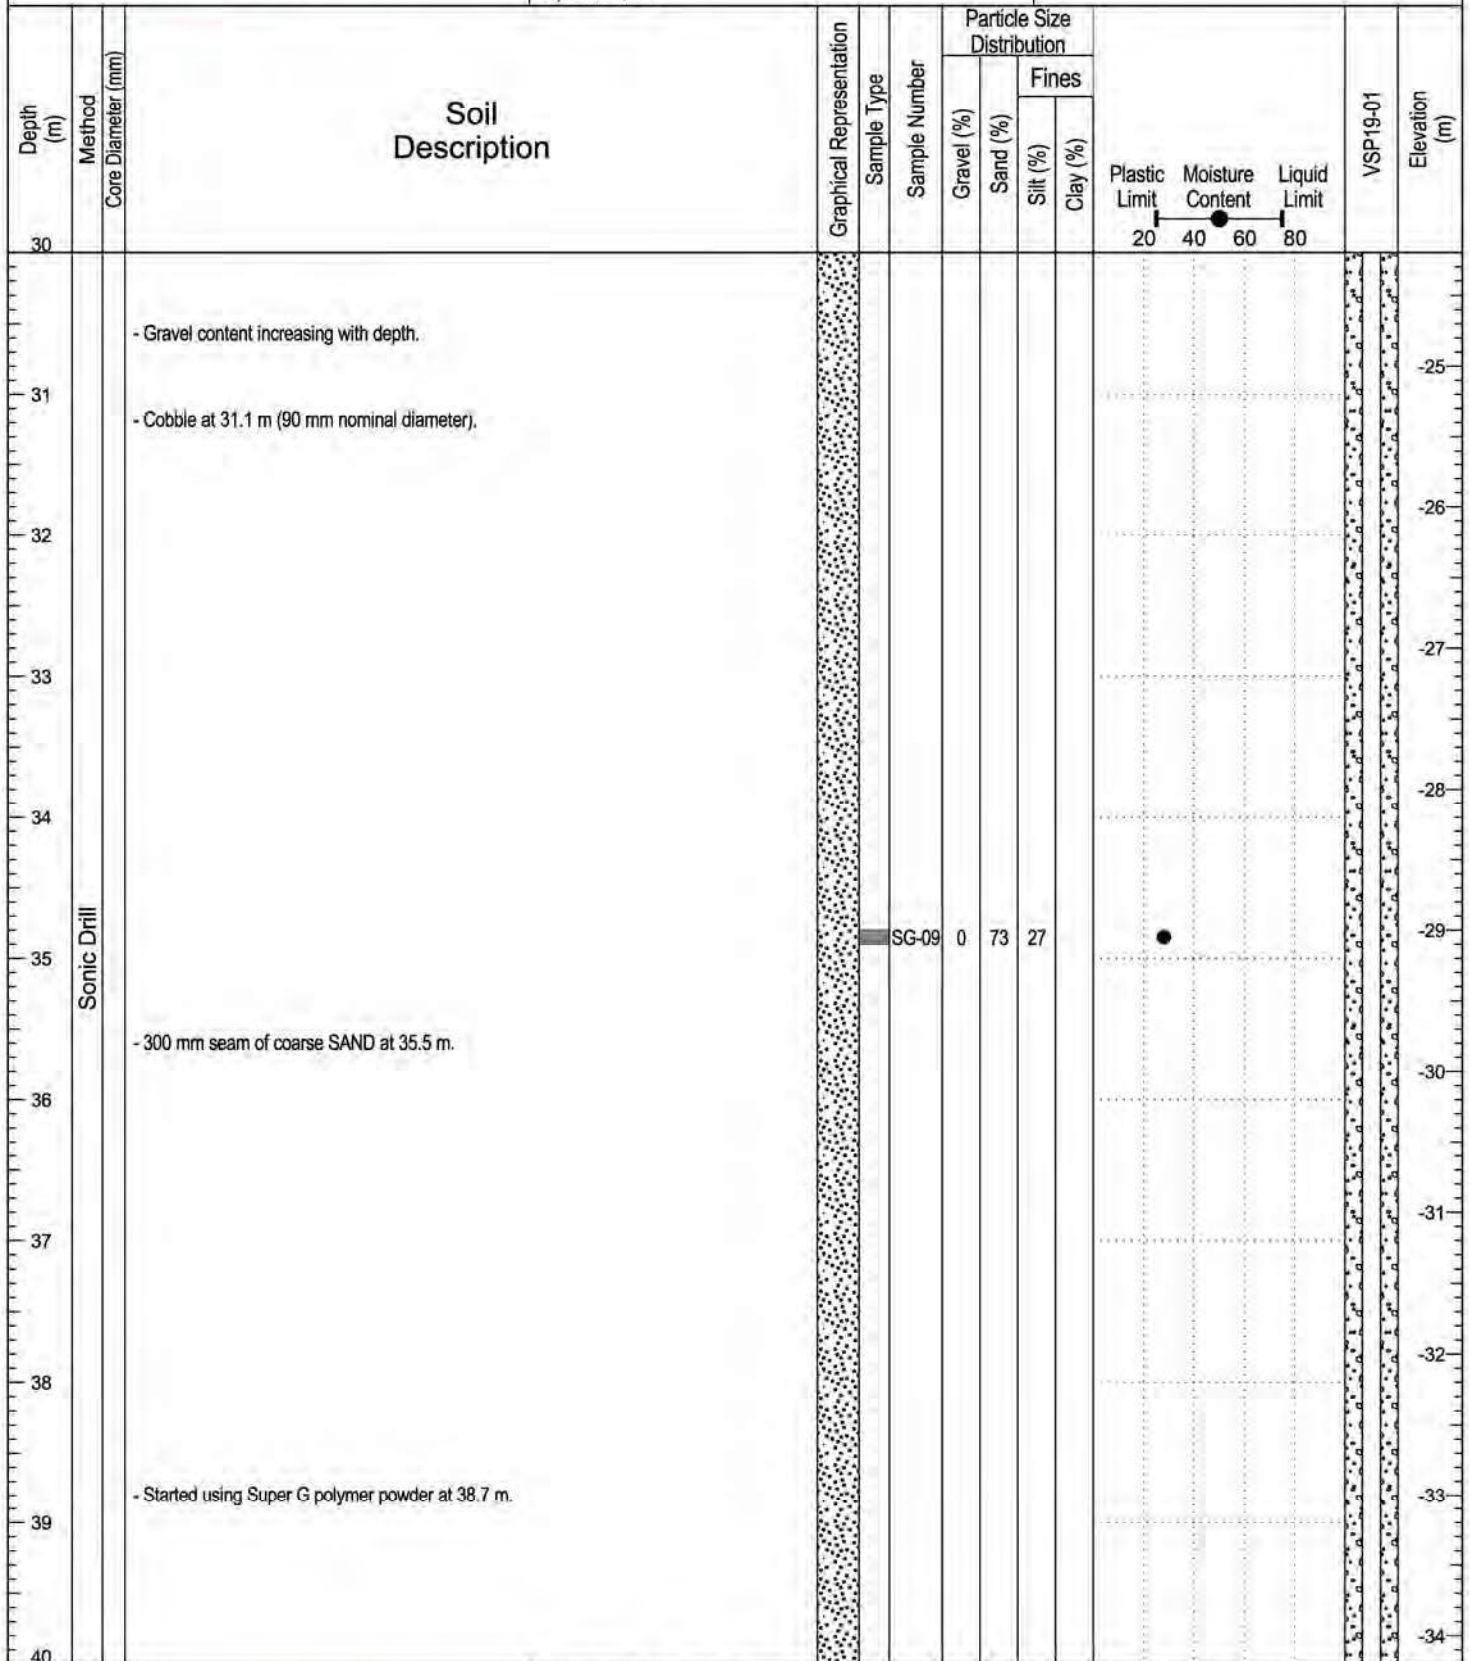 Depth
(m)
Method
Core Diameter (mm)
Soil
Description
Graphical Representation
Sample Type
Sample Number
Particle Size
Distribution
Fines
Gravel (%)
Sand (%)
Silt (%)
Clay (%)
Plastic
Limit
Moisture
Content
Liquid
Limit
20 40 60 80
VSP19-01
Elevation
(m)
30
- Gravel content increasing with depth.
-25
31
- Cobble at 31.1 m (90 mm nominal diameter).
-26
32
-27
33
-28
34
Sonic Drill
SG-09 0 73 27
-29
35
- 300 mm seam of coarse SAND at 35.5 m.
-30
36
-31
37
-32
38
- Started using Super G polymer powder at 38.7 m.
-33
39
-34
40